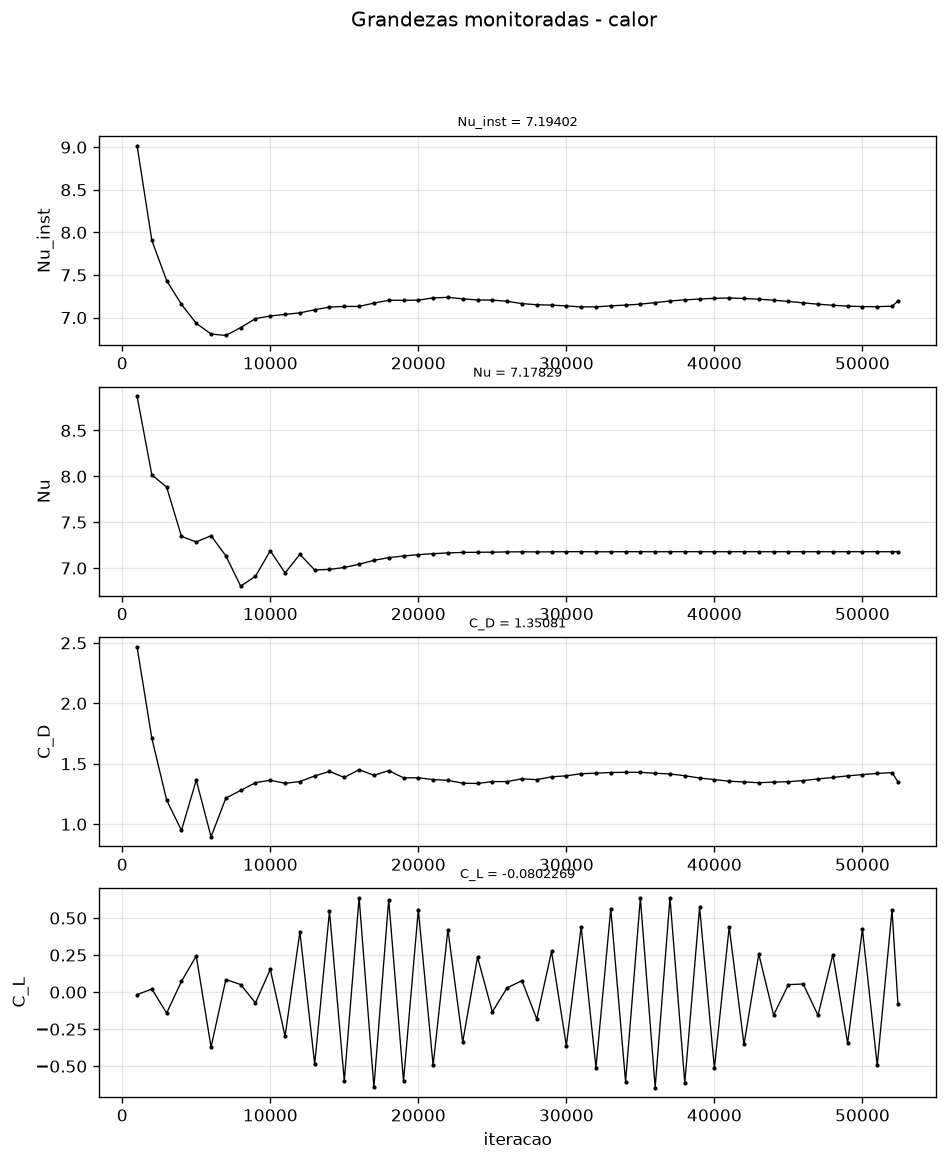 Grandezas monitoradas - calor
Nu_inst = 7.19402
9.0
8.5
8.0
7.5
7.0
Nu_inst
0 10000 20000 30000 40000 50000
Nu = 7.17829
8.5
8.0
7.5
7.0
Nu
0 10000 20000 30000 40000 50000
C_D = 1.35081
2.5
2.0
1.5
1.0
C_D
0 10000 20000 30000 40000 50000
C_L = -0.0802269
0.50
0.25
0.00
−0.25
−0.50
C_L
0 10000 20000 30000 40000 50000
iteracao